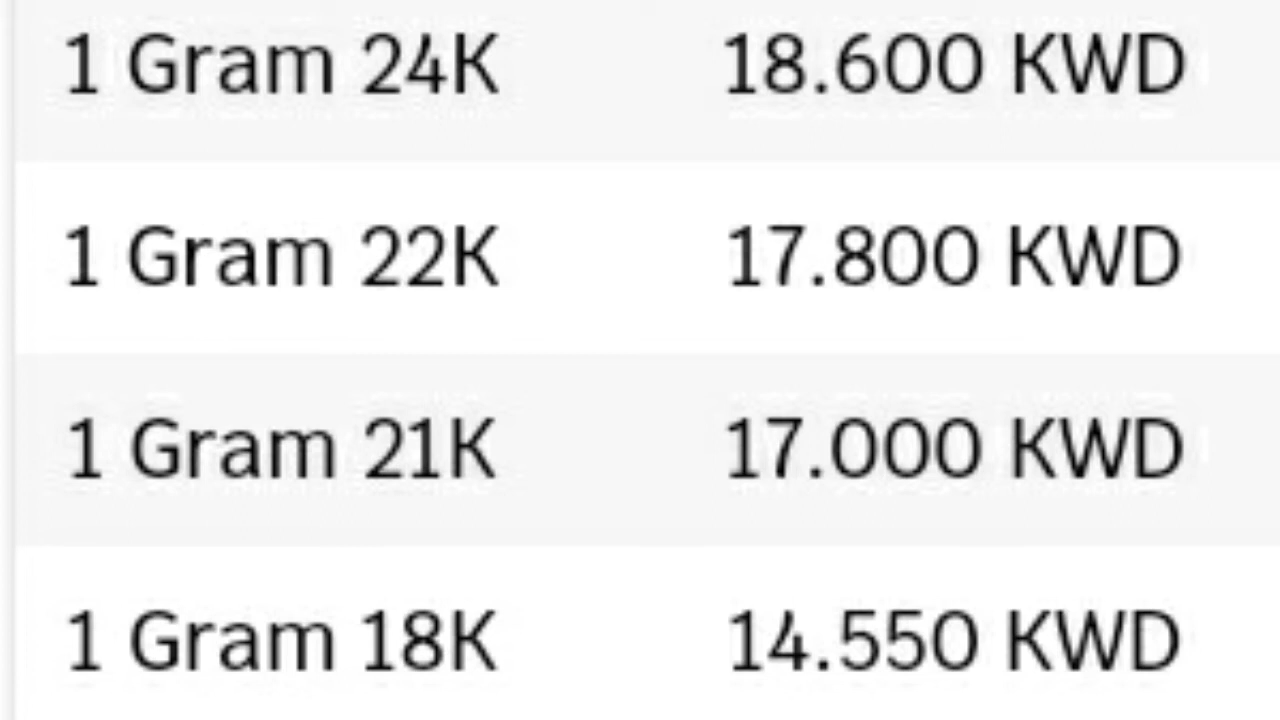 1 Gram 24K 18.600 KWD
1 Gram 22K 17.800 KWD
1 Gram 21K 17.000 KWD
1 Gram 18K 14.550 KWD